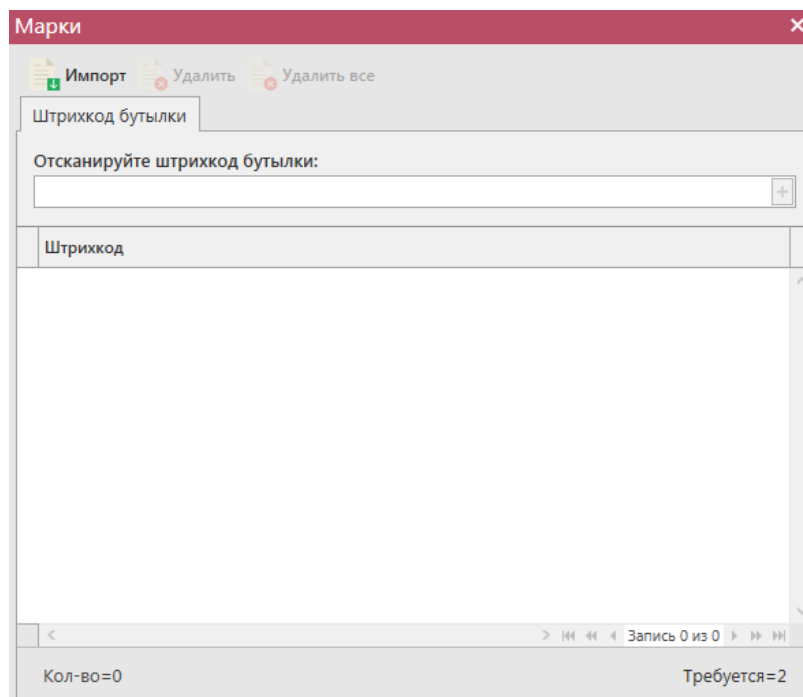 Марки
Импорт Удалить Удалить все
Штрихкод бутылки
Отсканируйте штрихкод бутылки:
Штрихкод
Запись 0 из 0
Кол-во=0 Требуется=2